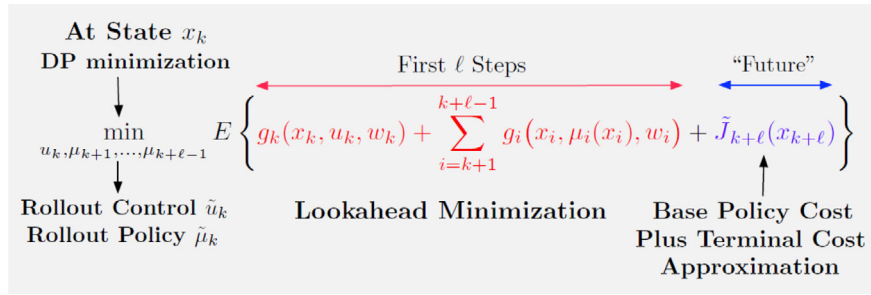 At State x_k
DP minimization
First ℓ Steps
“Future”
min_{u_k,μ_{k+1},...,μ_{k+ℓ−1}} E { g_k(x_k, u_k, w_k) + ∑_{i=k+1}^{k+ℓ−1} g_i(x_i, μ_i(x_i), w_i) + J̃_{k+ℓ}(x_{k+ℓ}) }
Rollout Control ũ_k
Rollout Policy μ̃_k
Lookahead Minimization
Base Policy Cost
Plus Terminal Cost
Approximation